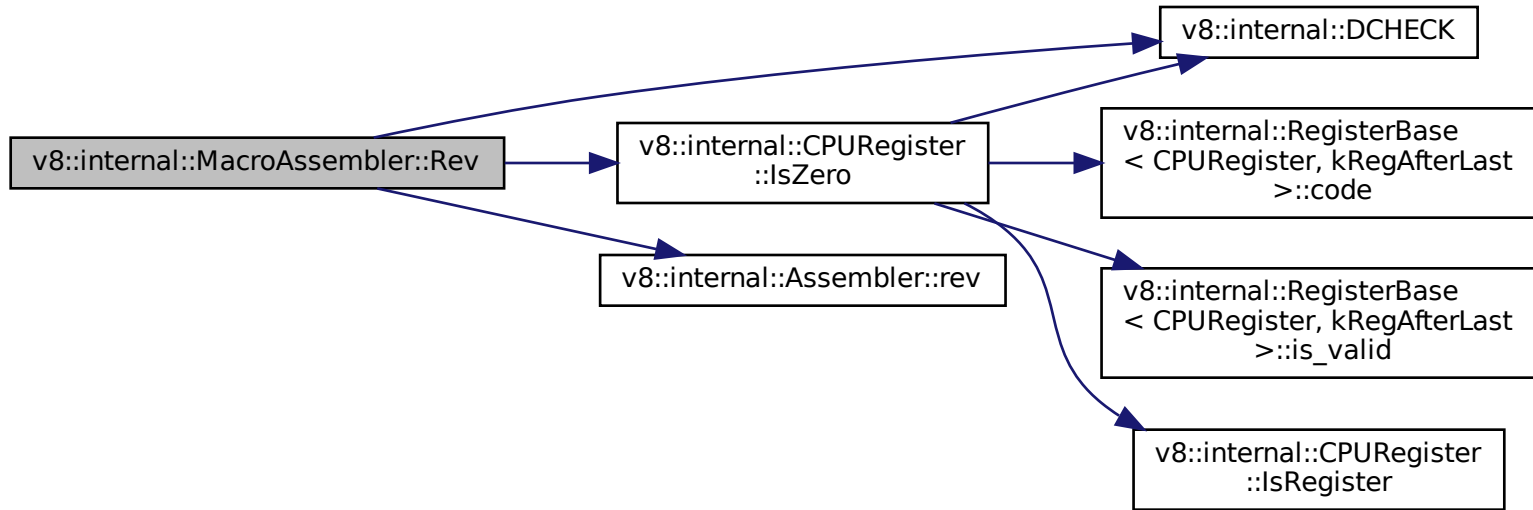 v8::internal::MacroAssembler::Rev
v8::internal::DCHECK
v8::internal::CPURegister
::IsZero
v8::internal::RegisterBase
< CPURegister, kRegAfterLast
>::code
v8::internal::Assembler::rev
v8::internal::RegisterBase
< CPURegister, kRegAfterLast
>::is_valid
v8::internal::CPURegister
::IsRegister